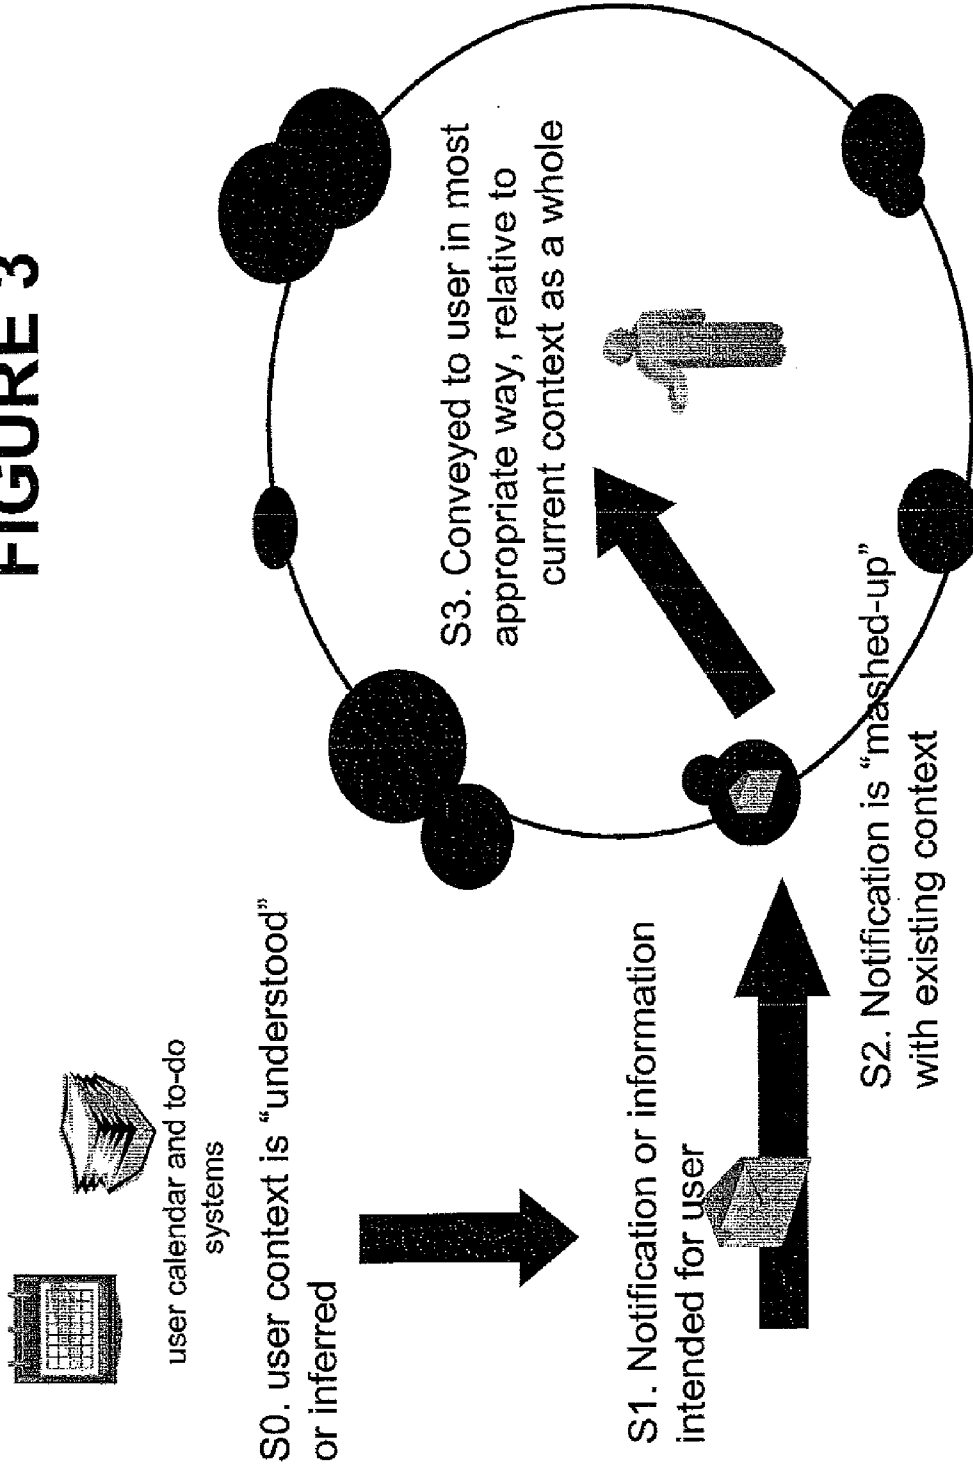 FIGURE 3
user calendar and to-do
systems
S0. user context is “understood”
or inferred
S1. Notification or information
intended for user
S2. Notification is “mashed-up”
with existing context
S3. Conveyed to user in most
appropriate way, relative to
current context as a whole